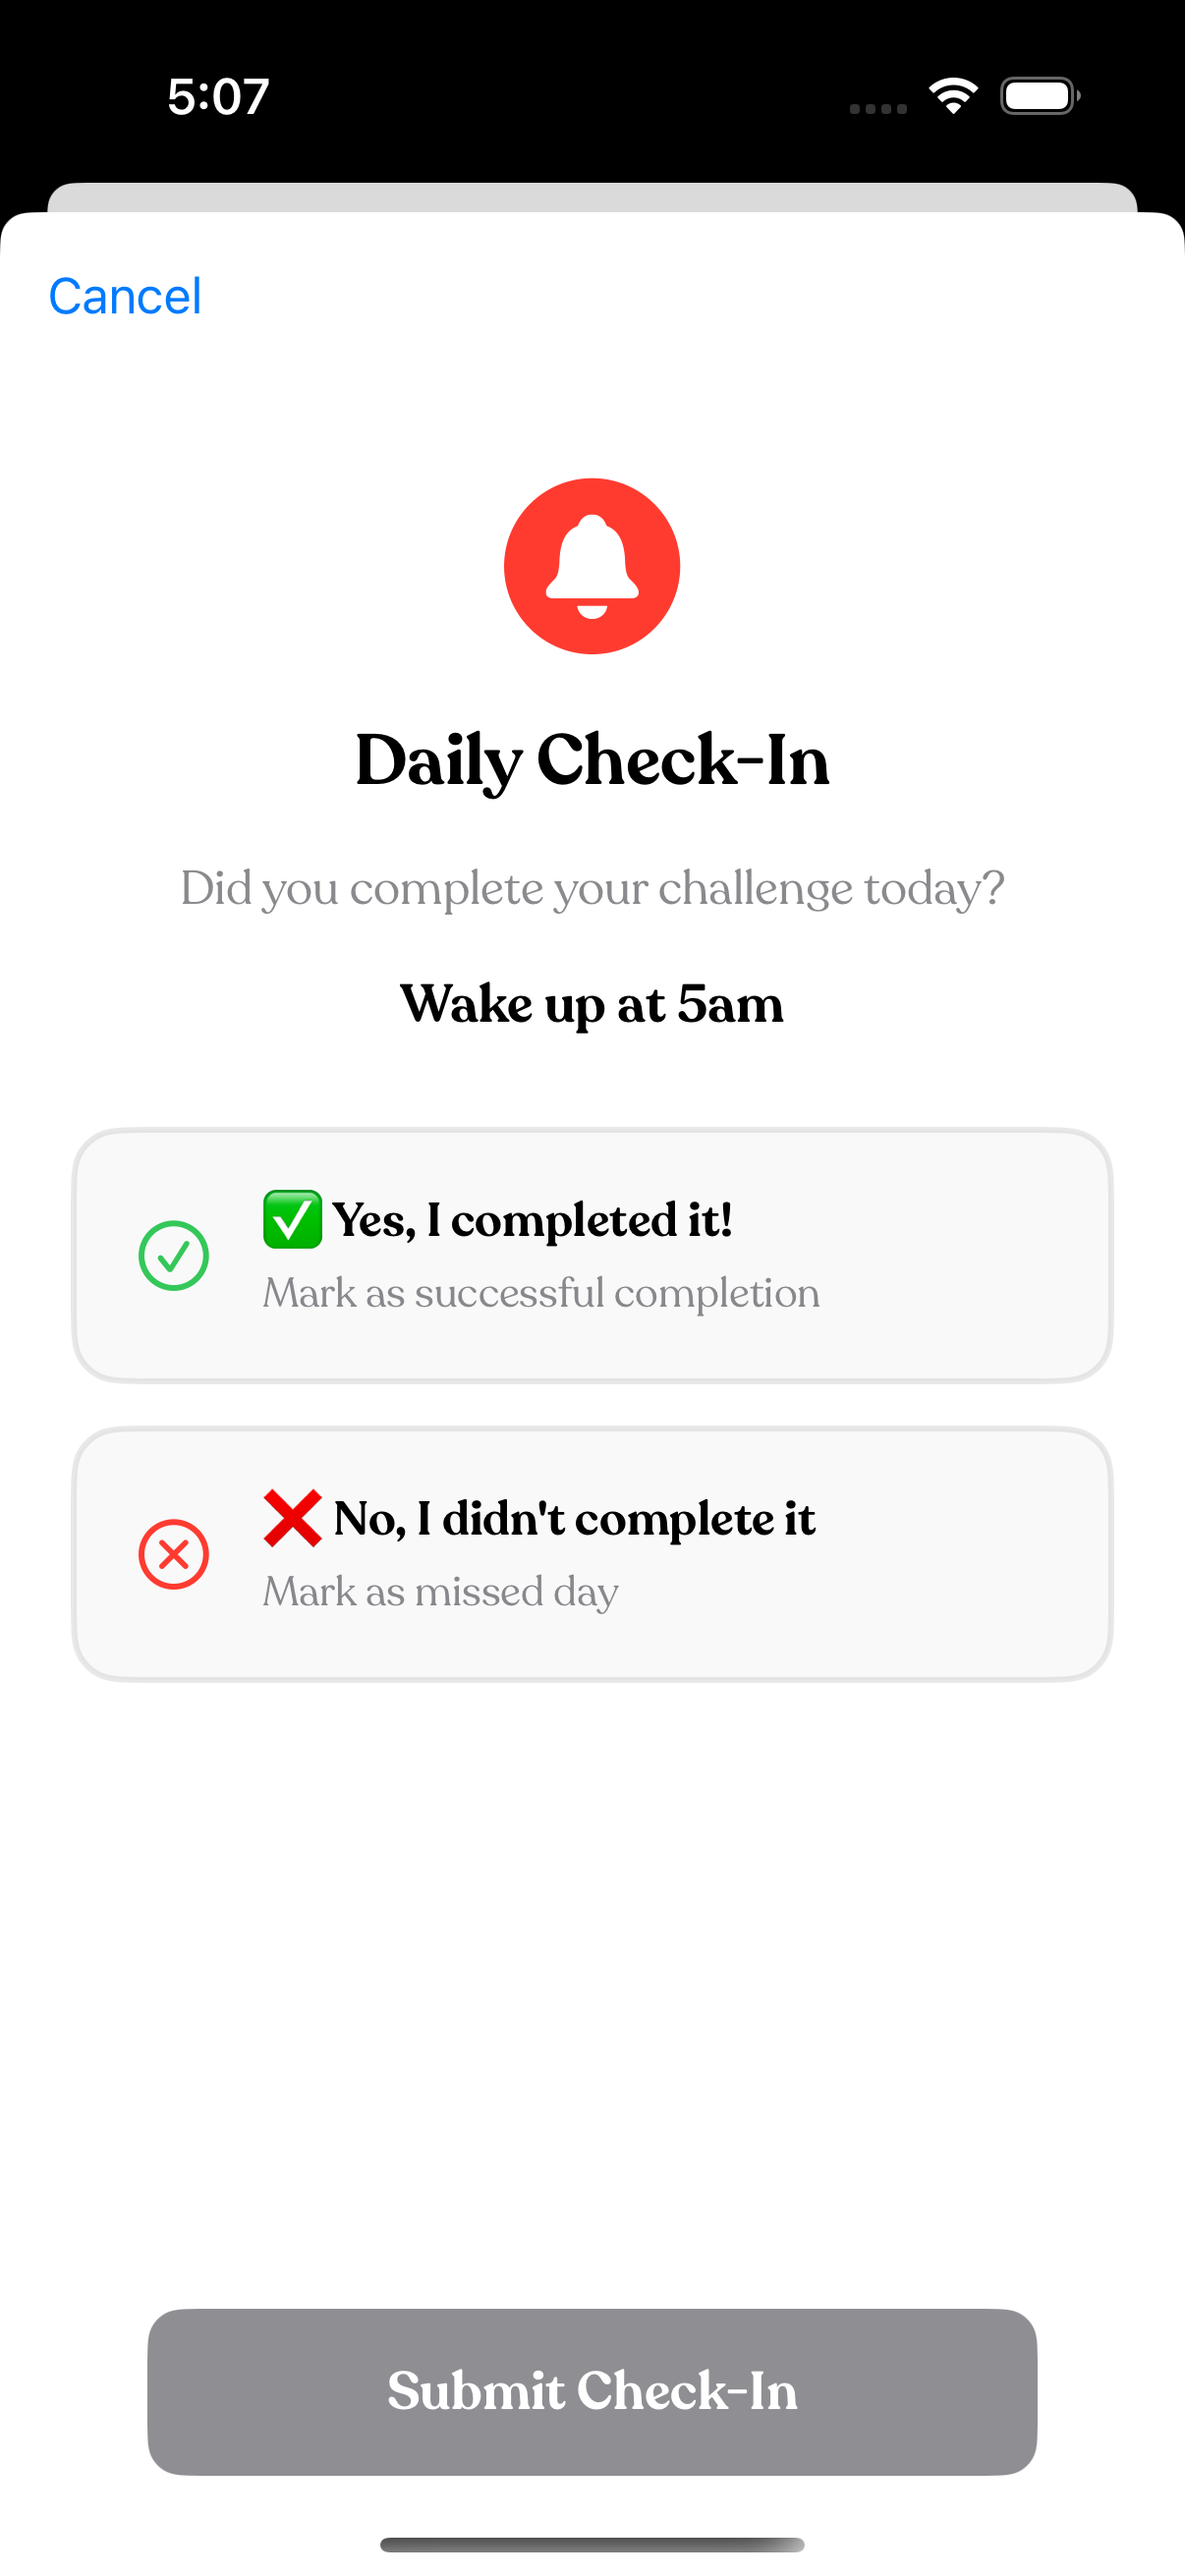 5:07
Cancel
Daily Check-In
Did you complete your challenge today?
Wake up at 5am
✅ Yes, I completed it!
Mark as successful completion
❌ No, I didn't complete it
Mark as missed day
Submit Check-In